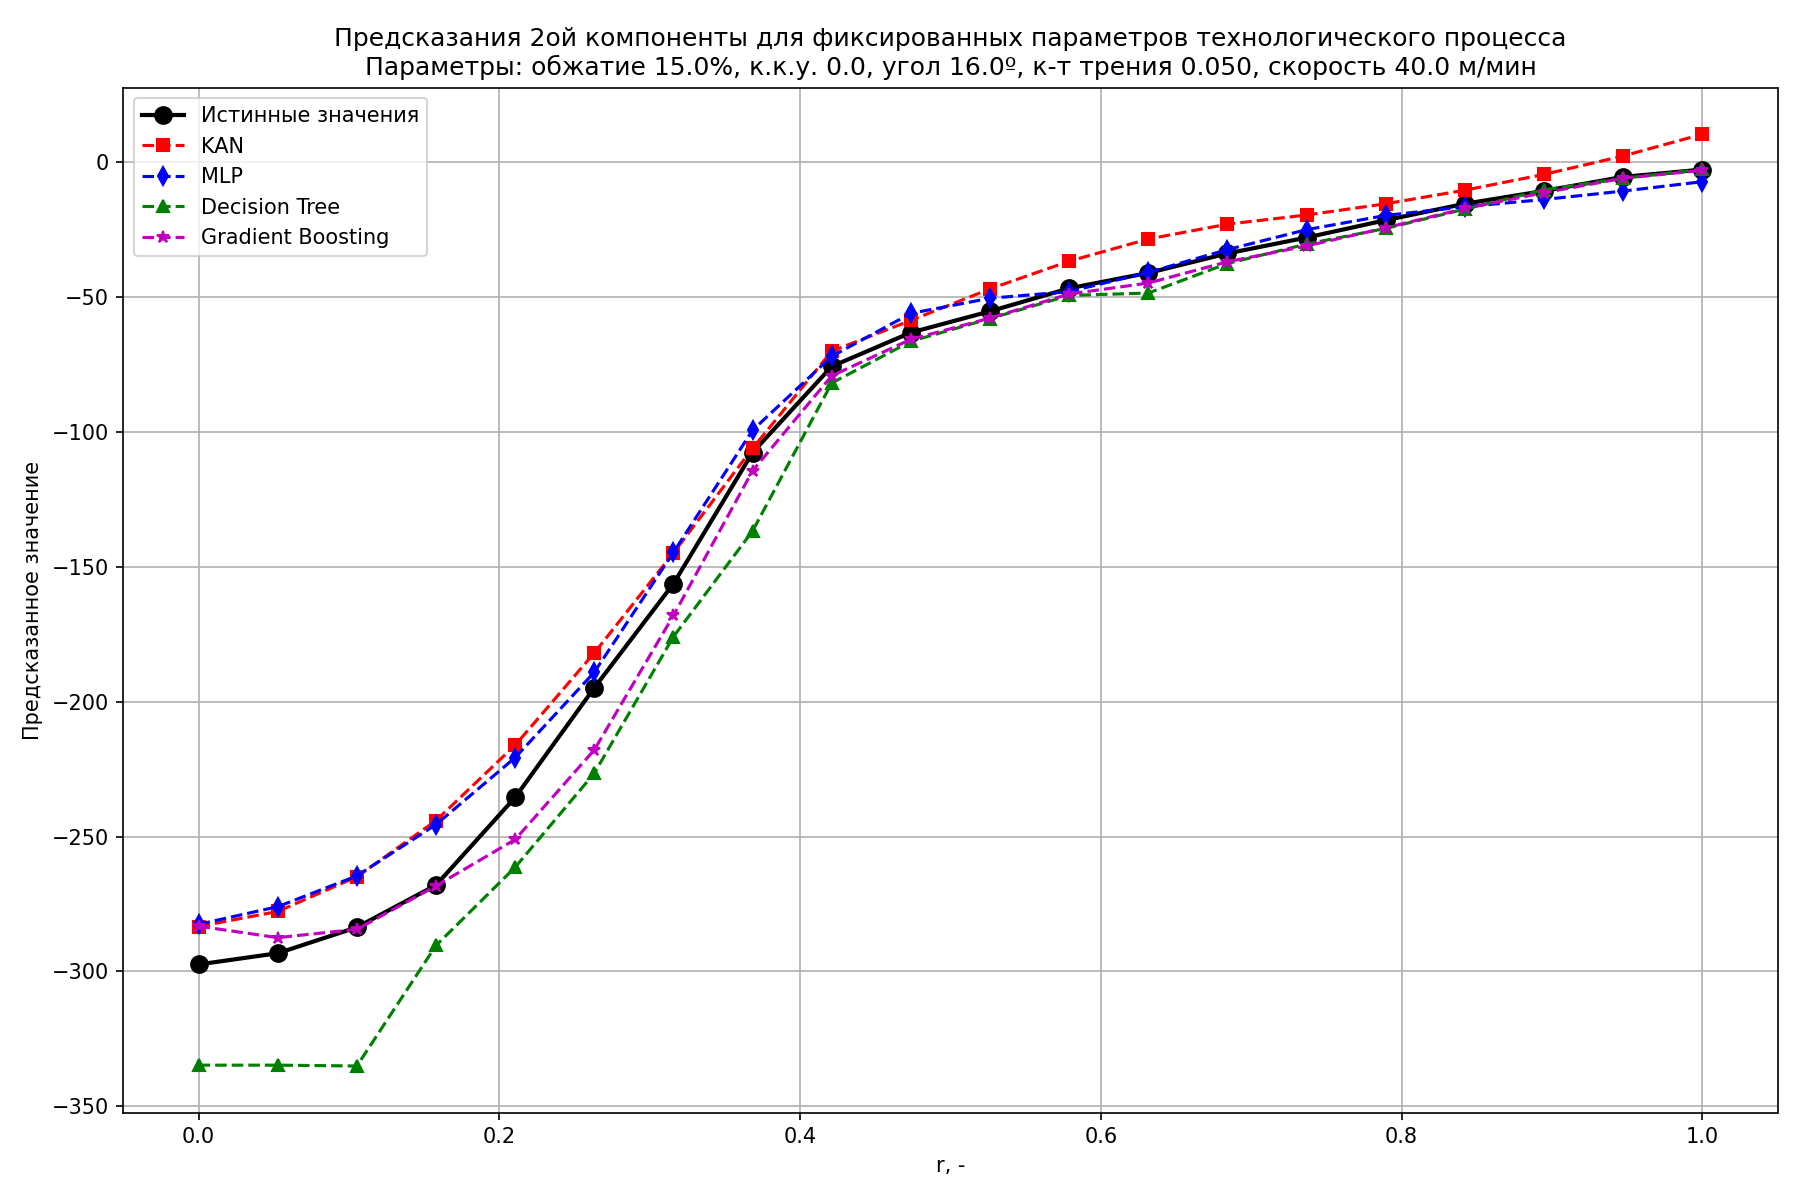 Предсказания 2ой компоненты для фиксированных параметров технологического процесса
Параметры: обжатие 15.0%, к.к.у. 0.0, угол 16.0º, к-т трения 0.050, скорость 40.0 м/мин
Истинные значения
KAN
MLP
Decision Tree
Gradient Boosting
Предсказанное значение
0
−50
−100
−150
−200
−250
−300
−350
0.0 0.2 0.4 0.6 0.8 1.0
r, -